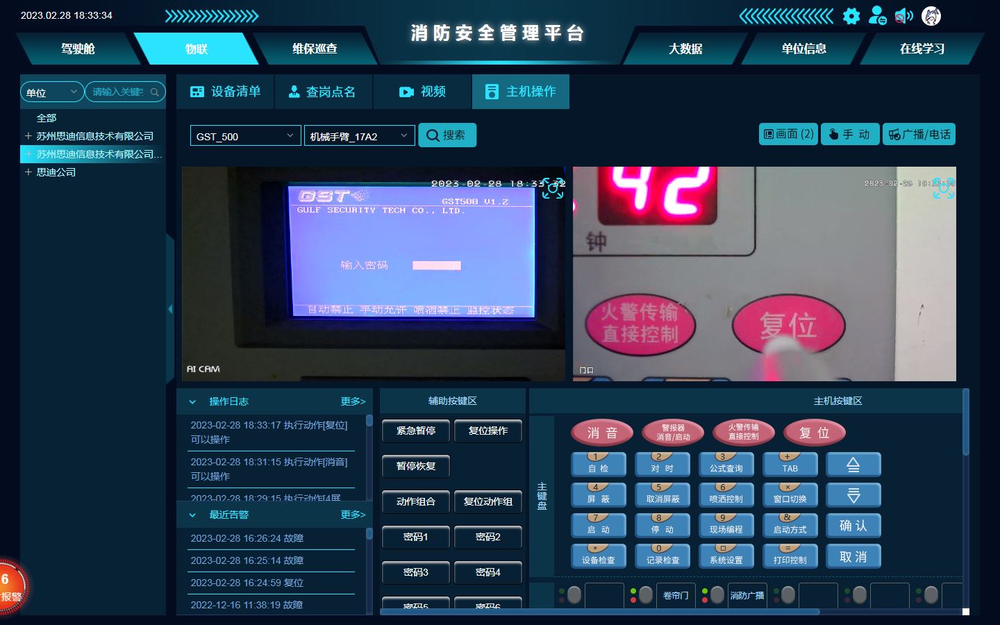 2023.02.28 18:33:34
消防安全管理平台
驾驶舱
物联
维保巡查
大数据
单位信息
在线学习
单位
请输入关键字
全部
苏州思迪信息技术有限公司
苏州思迪信息技术有限公司...
思迪公司
设备清单
查岗点名
视频
主机操作
GST_500
机械手臂_17A2
搜索
画面 (2)
手 动
广播/电话
2023-02-28 18:33:32
GST
GST500 V1.2
GULF SECURITY TECH CO., LTD.
输入密码
自动禁止 手动允许 喷洒禁止 监控状态
AI CAM
42
钟
火警传输
直接控制
复位
门口
操作日志
更多>
2023-02-28 18:33:17 执行动作[复位]
可以操作
2023-02-28 18:31:15 执行动作[消音]
可以操作
2023-02-28 18:29:15 执行动作[4屏
最近告警
更多>
2023-02-28 16:26:24 故障
2023-02-28 16:25:14 故障
2023-02-28 16:24:59 复位
2022-12-16 11:38:19 故障
6
报警
辅助按键区
紧急暂停
复位操作
暂停恢复
动作组合
复位动作组
密码1
密码2
密码3
密码4
密码5
密码6
主机按键区
主键盘
消 音
警报器
消音/启动
火警传输
直接控制
复 位
1
自 检
2
对 时
3
公式查询
+
TAB
4
屏 蔽
5
取消屏蔽
6
喷洒控制
×
窗口切换
7
启 动
8
停 动
9
现场编程
&
启动方式
确 认
*
设备检查
0
记录检查
口
系统设置
=
打印控制
取 消
卷帘门
消防广播